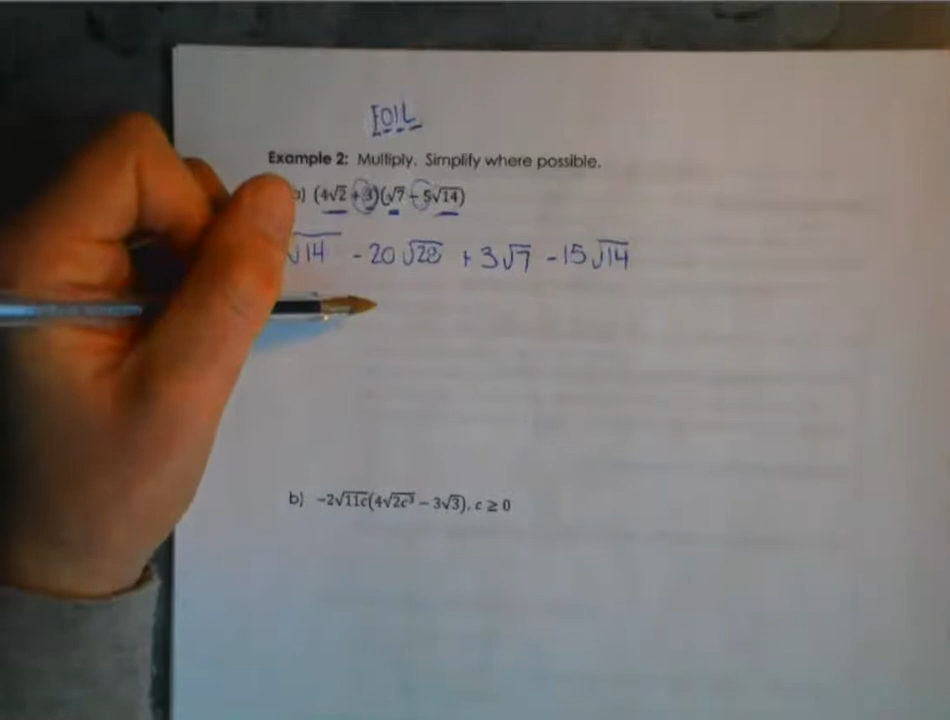 FOIL
Example 2: Multiply. Simplify where possible.
a) (4√2 + 3)(√7 − 5√14)
√14 - 20√28 + 3√7 - 15√14
b) −2√11c(4√2c³ − 3√3), c ≥ 0